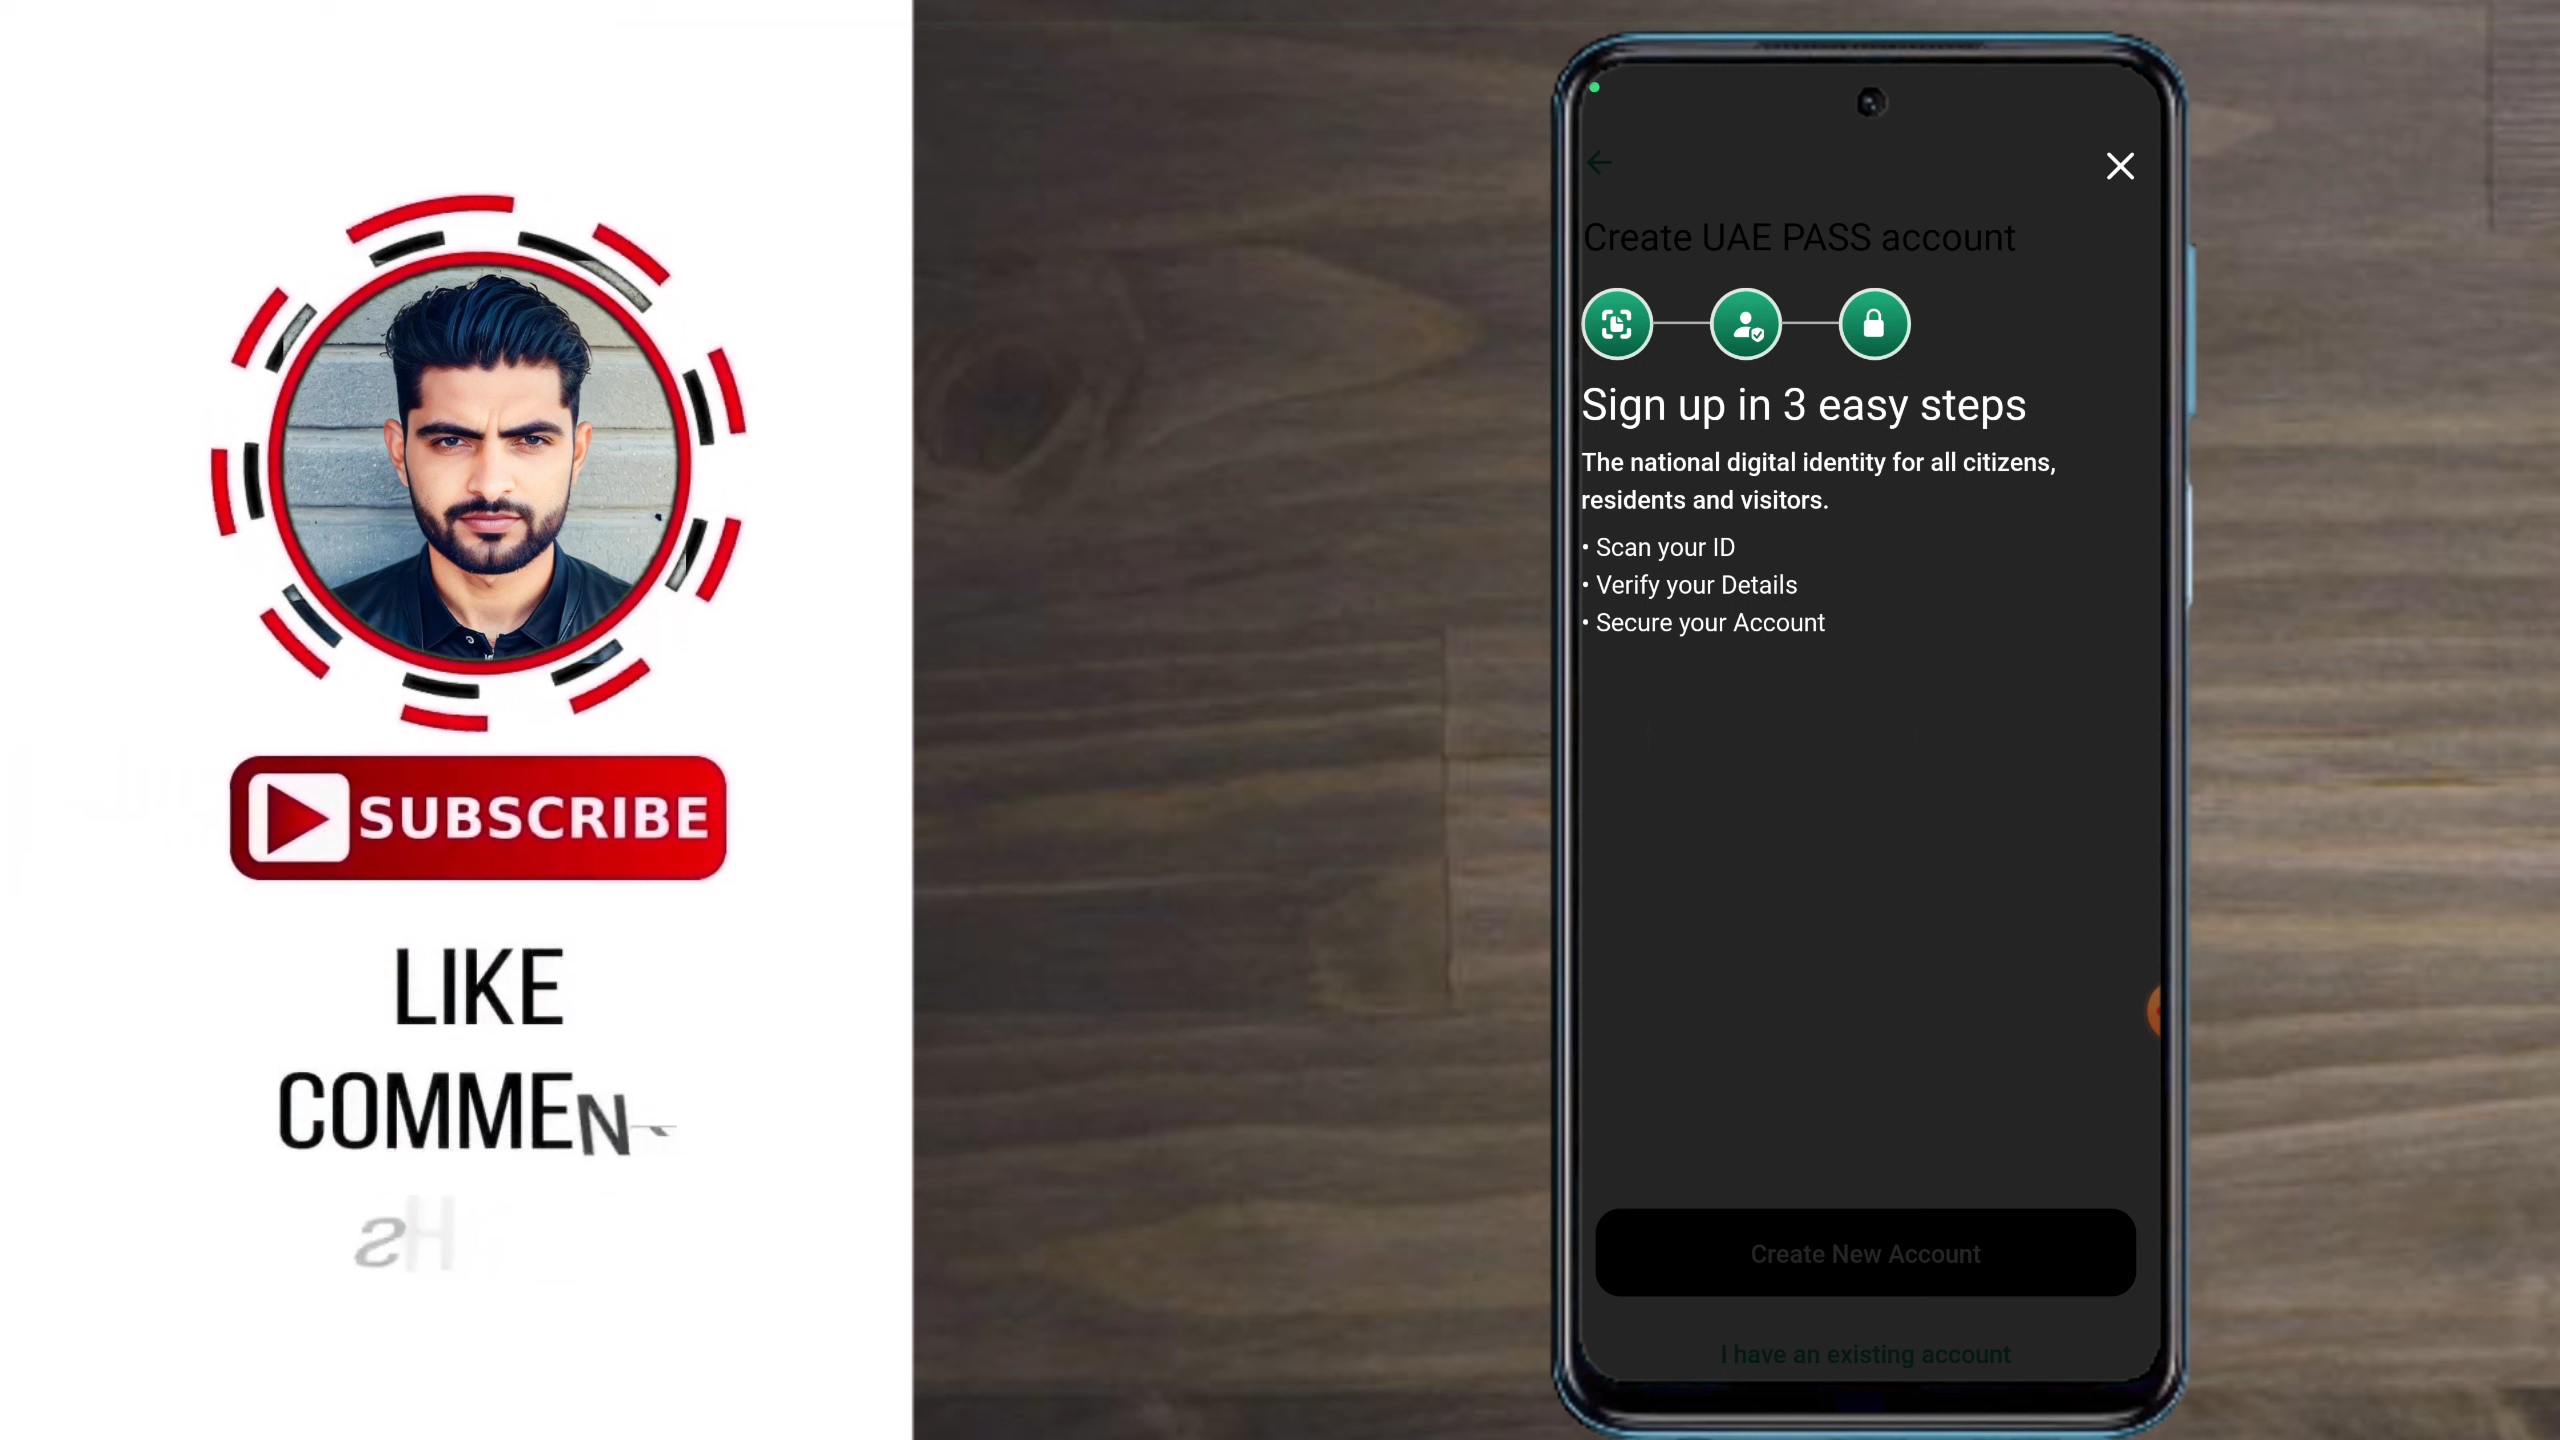 SUBSCRIBE
LIKE
COMMEN
SH
Create UAE PASS account
Sign up in 3 easy steps
The national digital identity for all citizens,
residents and visitors.
• Scan your ID
• Verify your Details
• Secure your Account
Create New Account
I have an existing account